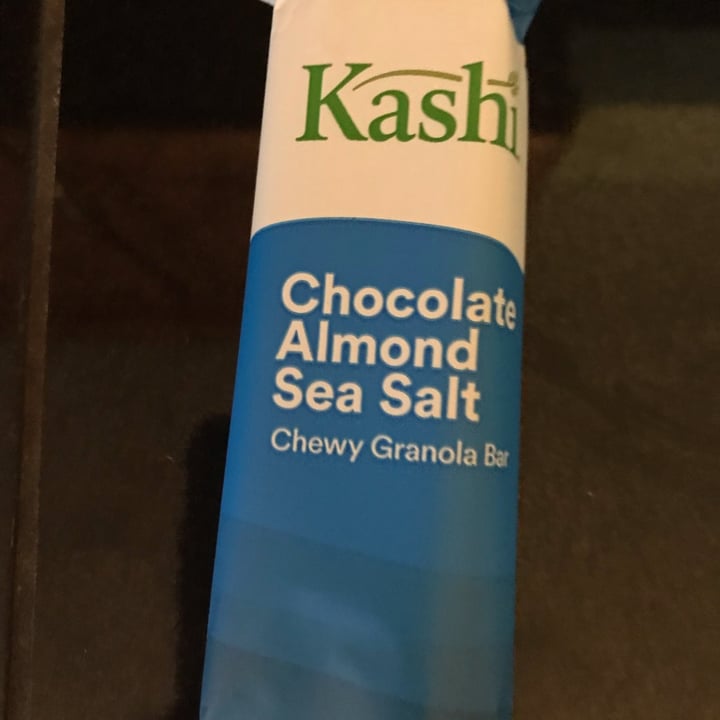 Kashi
Chocolate
Almond
Sea Salt
Chewy Granola Bar